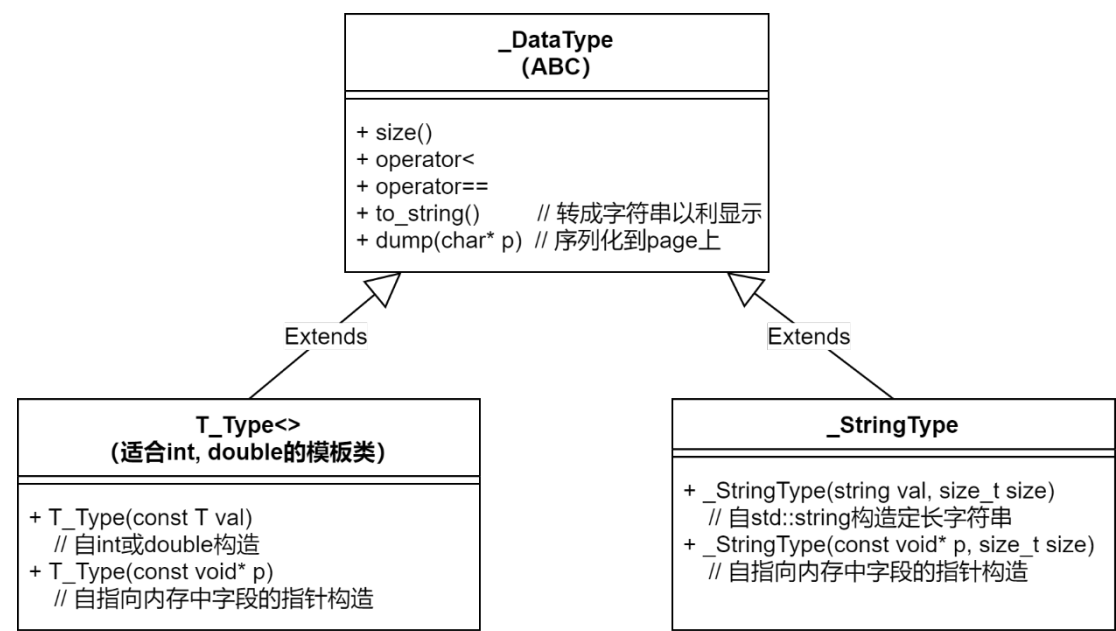 _DataType
（ABC）
+ size()
+ operator<
+ operator==
+ to_string() // 转成字符串以利显示
+ dump(char* p) // 序列化到page上
Extends
Extends
T_Type<>
（适合int, double的模板类）
+ T_Type(const T val)
// 自int或double构造
+ T_Type(const void* p)
// 自指向内存中字段的指针构造
_StringType
+ _StringType(string val, size_t size)
// 自std::string构造定长字符串
+ _StringType(const void* p, size_t size)
// 自指向内存中字段的指针构造